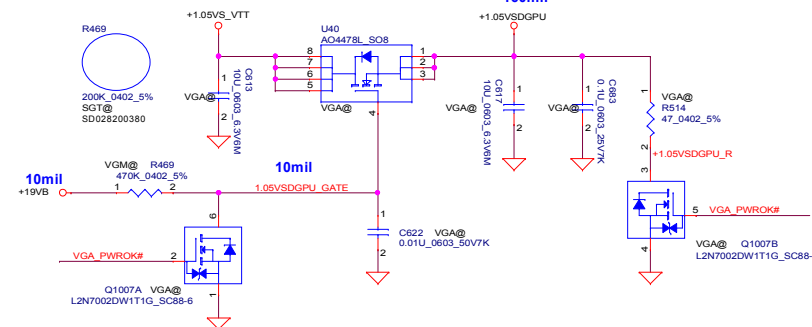 R469
200K_0402_5%
SGT@
SD028200380
+1.05VS_VTT
U40
AO4478L_SO8
8
7
6
5
1
2
3
4
VGA@
1
2
VGA@
C613
10U_0603_6.3V6M
+1.05VSDGPU
1
2
VGA@
C617
10U_0603_6.3V6M
1
2
VGA@
C683
0.1U_0603_25V7K
VGA@
R514
47_0402_5%
1
2
+1.05VSDGPU_R
3
10mil
+19VB
VGM@
R469
470K_0402_5%
1
2
10mil
1.05VSDGPU_GATE
1
2
C622
VGA@
0.01U_0603_50V7K
6
VGA_PWROK#
2
1
Q1007A
VGA@
L2N7002DW1T1G_SC88-6
5
VGA_PWROK#
4
VGA@
Q1007B
L2N7002DW1T1G_SC88-